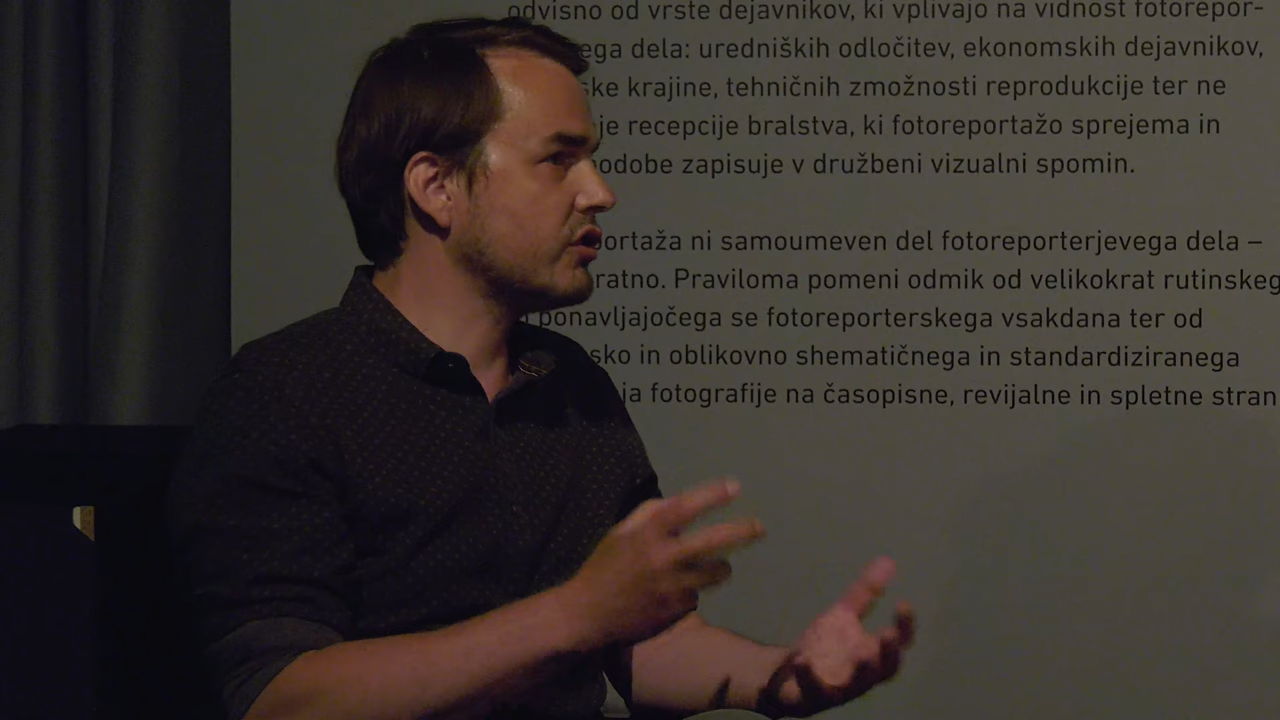 odvisno od vrste dejavnikov, ki vplivajo na vidnost fotorepor-
ega dela: uredniških odločitev, ekonomskih dejavnikov,
ske krajine, tehničnih zmožnosti reprodukcije ter ne
je recepcije bralstva, ki fotoreportažo sprejema in
odobe zapisuje v družbeni vizualni spomin.
ortaža ni samoumeven del fotoreporterjevega dela –
ratno. Praviloma pomeni odmik od velikokrat rutinskeg
ponavljajočega se fotoreporterskega vsakdana ter od
sko in oblikovno shematičnega in standardiziranega
ja fotografije na časopisne, revijalne in spletne stran